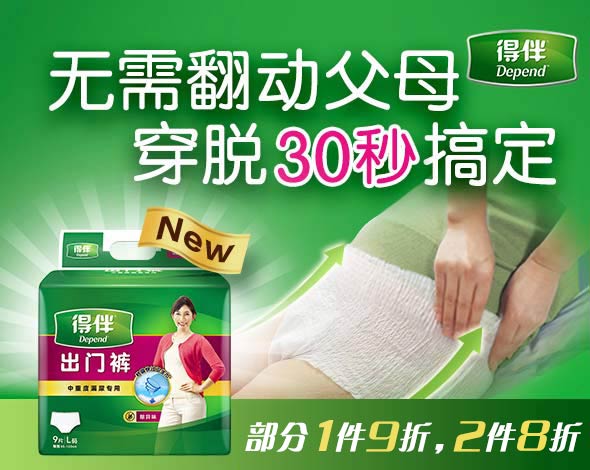 得伴
Depend
无需翻动父母
穿脱30秒搞定
New
得伴
得伴
Depend
出门裤
中重度漏尿专用
9片 L码
部分1件9折,2件8折